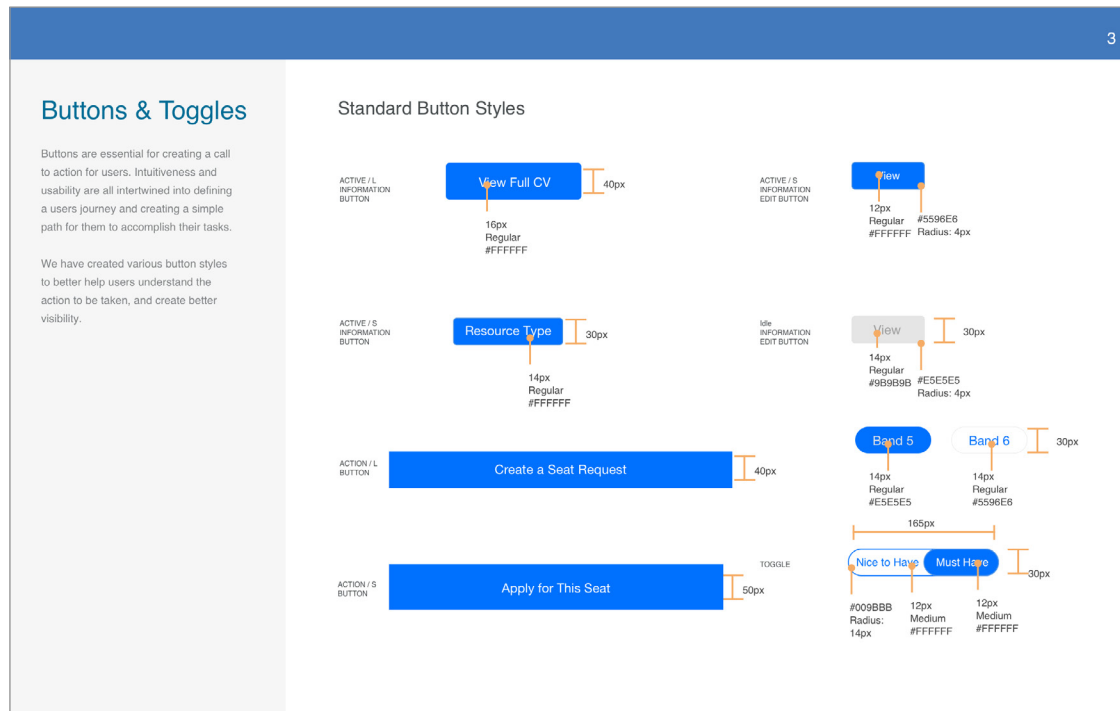 3
Buttons & Toggles
Buttons are essential for creating a call
to action for users. Intuitiveness and
usability are all intertwined into defining
a users journey and creating a simple
path for them to accomplish their tasks.
We have created various button styles
to better help users understand the
action to be taken, and create better
visibility.
Standard Button Styles
ACTIVE / L
INFORMATION
BUTTON
View Full CV
40px
16px
Regular
#FFFFFF
ACTIVE / S
INFORMATION
EDIT BUTTON
View
12px
Regular
#FFFFFF
#5596E6
Radius: 4px
ACTIVE / S
INFORMATION
BUTTON
Resource Type
30px
14px
Regular
#FFFFFF
Idle
INFORMATION
EDIT BUTTON
View
30px
14px
Regular
#9B9B9B
#E5E5E5
Radius: 4px
ACTION / L
BUTTON
Create a Seat Request
40px
Band 5
Band 6
30px
14px
Regular
#E5E5E5
14px
Regular
#5596E6
ACTION / S
BUTTON
Apply for This Seat
50px
TOGGLE
165px
Nice to Have
Must Have
30px
#009BBB
Radius:
14px
12px
Medium
#FFFFFF
12px
Medium
#FFFFFF